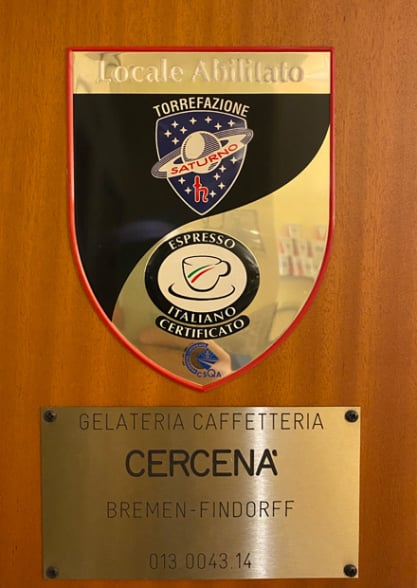 Locale Abilitato
TORREFAZIONE
SATURNO
ESPRESSO
ITALIANO
CERTIFICATO
CSQA
GELATERIA CAFFETTERIA
CERCENA'
BREMEN-FINDORFF
013.0043.14